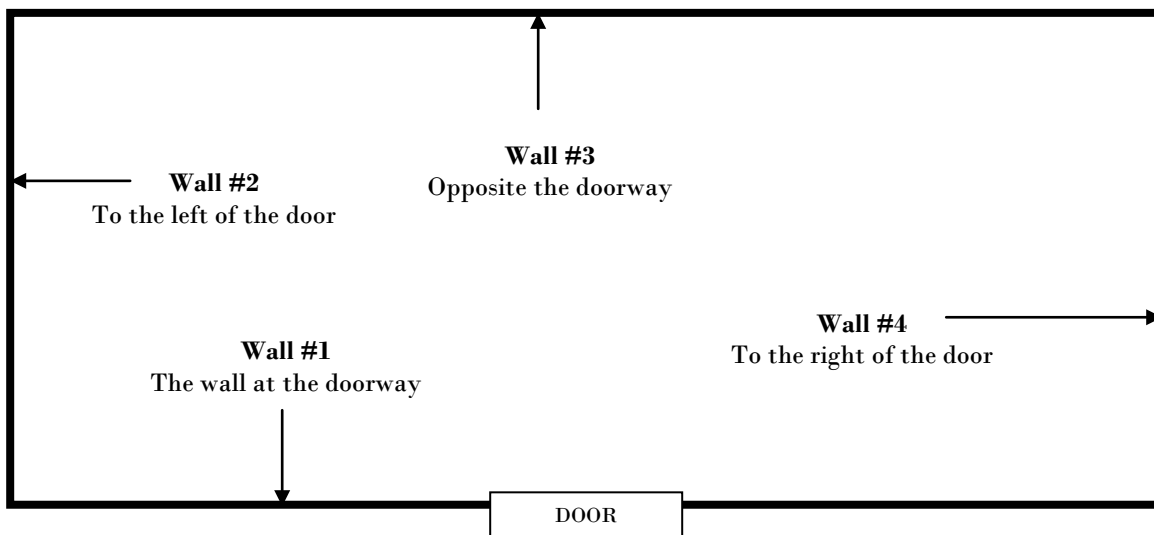 Wall #3
Opposite the doorway
Wall #2
To the left of the door
Wall #4
To the right of the door
Wall #1
The wall at the doorway
DOOR